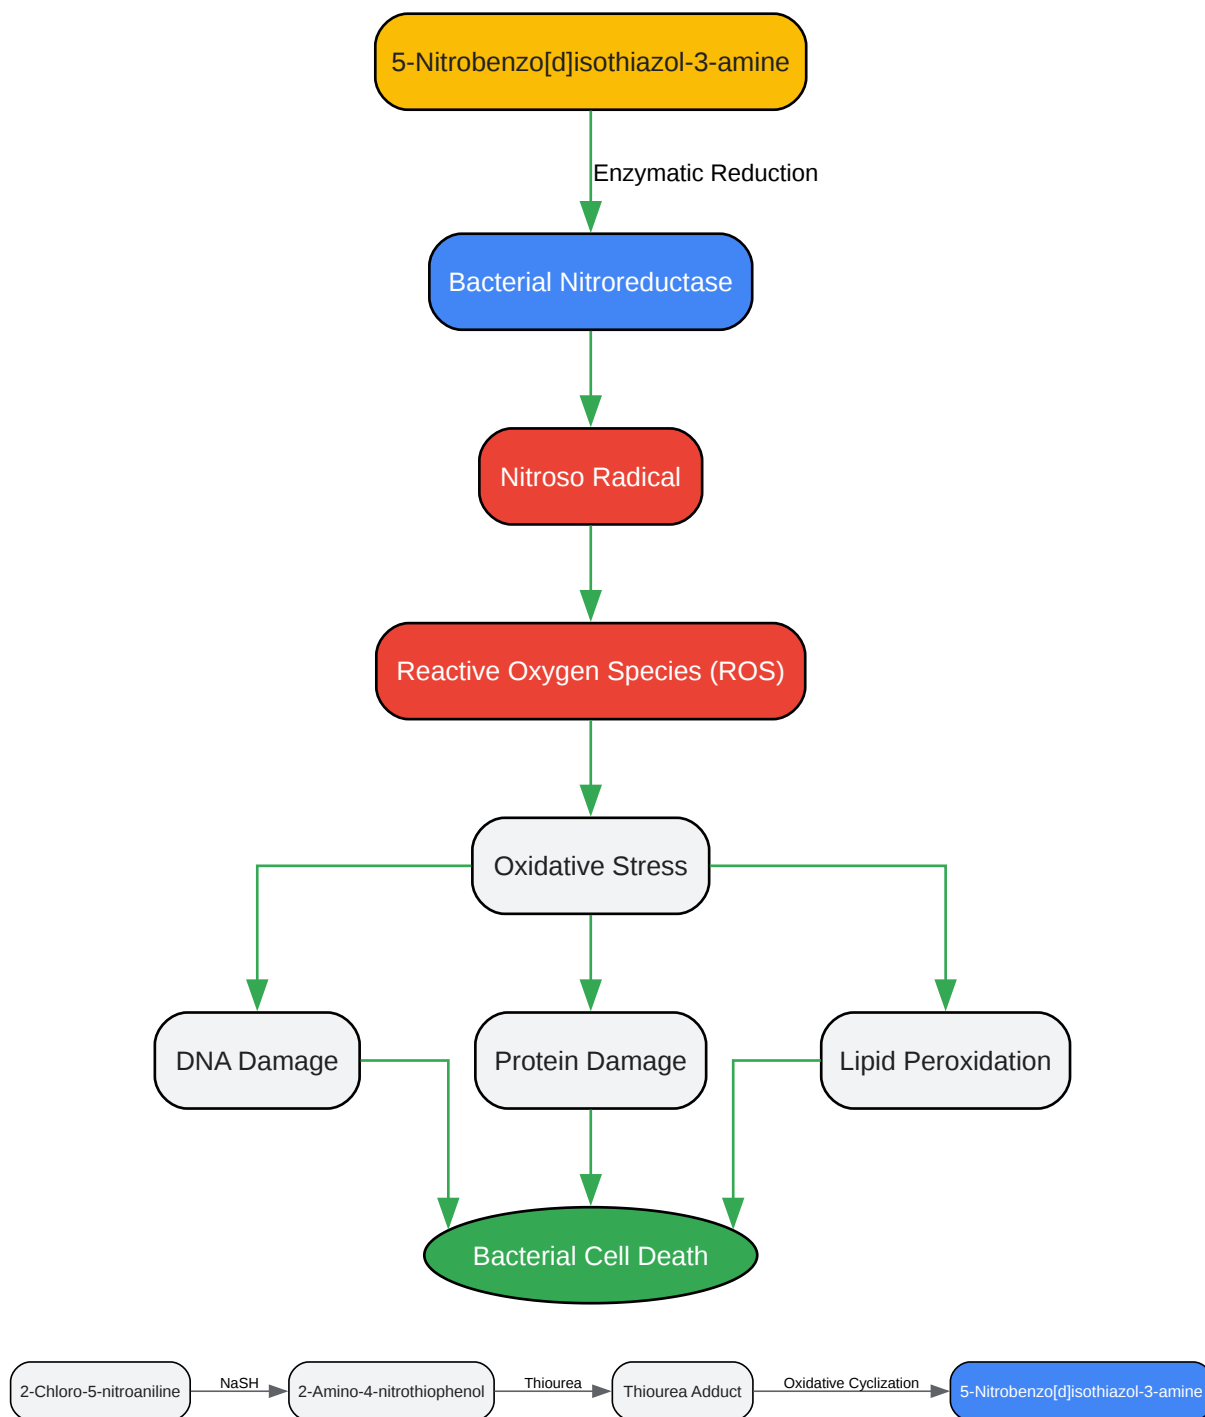 5-Nitrobenzo[d]isothiazol-3-amine
Enzymatic Reduction
Bacterial Nitroreductase
Nitroso Radical
Reactive Oxygen Species (ROS)
Oxidative Stress
DNA Damage
Protein Damage
Lipid Peroxidation
Bacterial Cell Death
2-Chloro-5-nitroaniline
NaSH
2-Amino-4-nitrothiophenol
Thiourea
Thiourea Adduct
Oxidative Cyclization
5-Nitrobenzo[d]isothiazol-3-amine